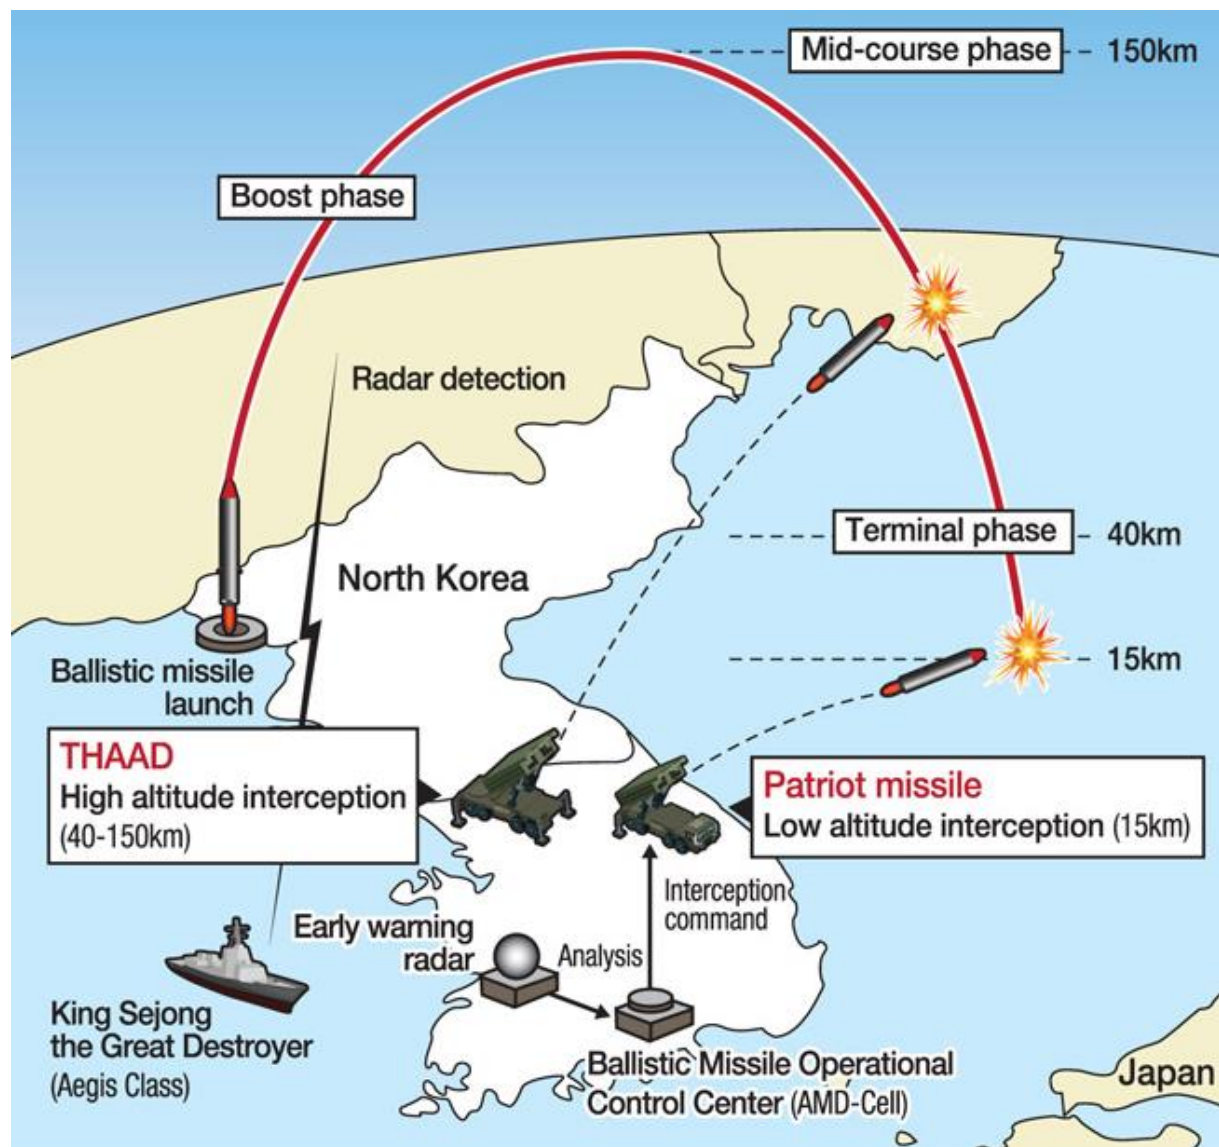 Mid-course phase
150km
Boost phase
Radar detection
Terminal phase
40km
North Korea
Ballistic missile
launch
15km
THAAD
High altitude interception
(40-150km)
Patriot missile
Low altitude interception (15km)
Interception
command
Early warning
radar
Analysis
King Sejong
the Great Destroyer
(Aegis Class)
Ballistic Missile Operational
Control Center (AMD-Cell)
Japan